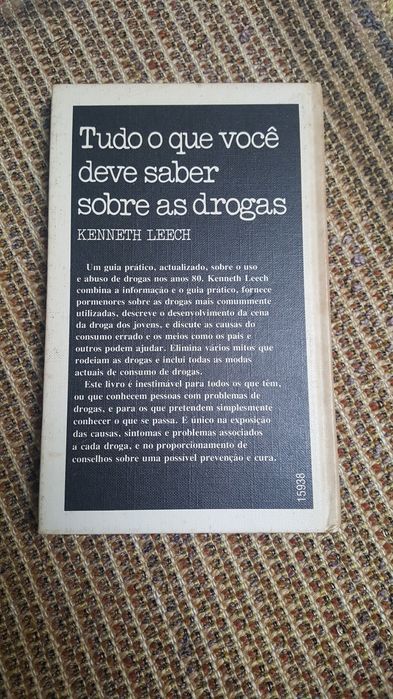 Tudo o que você
deve saber
sobre as drogas
KENNETH LEECH
Um guia prático, actualizado, sobre o uso
e abuso de drogas nos anos 80. Kenneth Leech
combina a informação e o guia prático, fornece
pormenores sobre as drogas mais comummente
utilizadas, descreve o desenvolvimento da cena
da droga dos jovens, e discute as causas do
consumo errado e os meios como os pais e
outros podem ajudar. Elimina vários mitos que
rodeiam as drogas e inclui todas as modas
actuais de consumo de drogas.
Este livro é inestimável para todos os que têm,
ou que conhecem pessoas com problemas de
drogas, e para os que pretendem simplesmente
conhecer o que se passa. E único na exposição
das causas, sintomas e problemas associados
a cada droga, e no proporcionamento de
conselhos sobre uma possível prevenção e cura.
15938